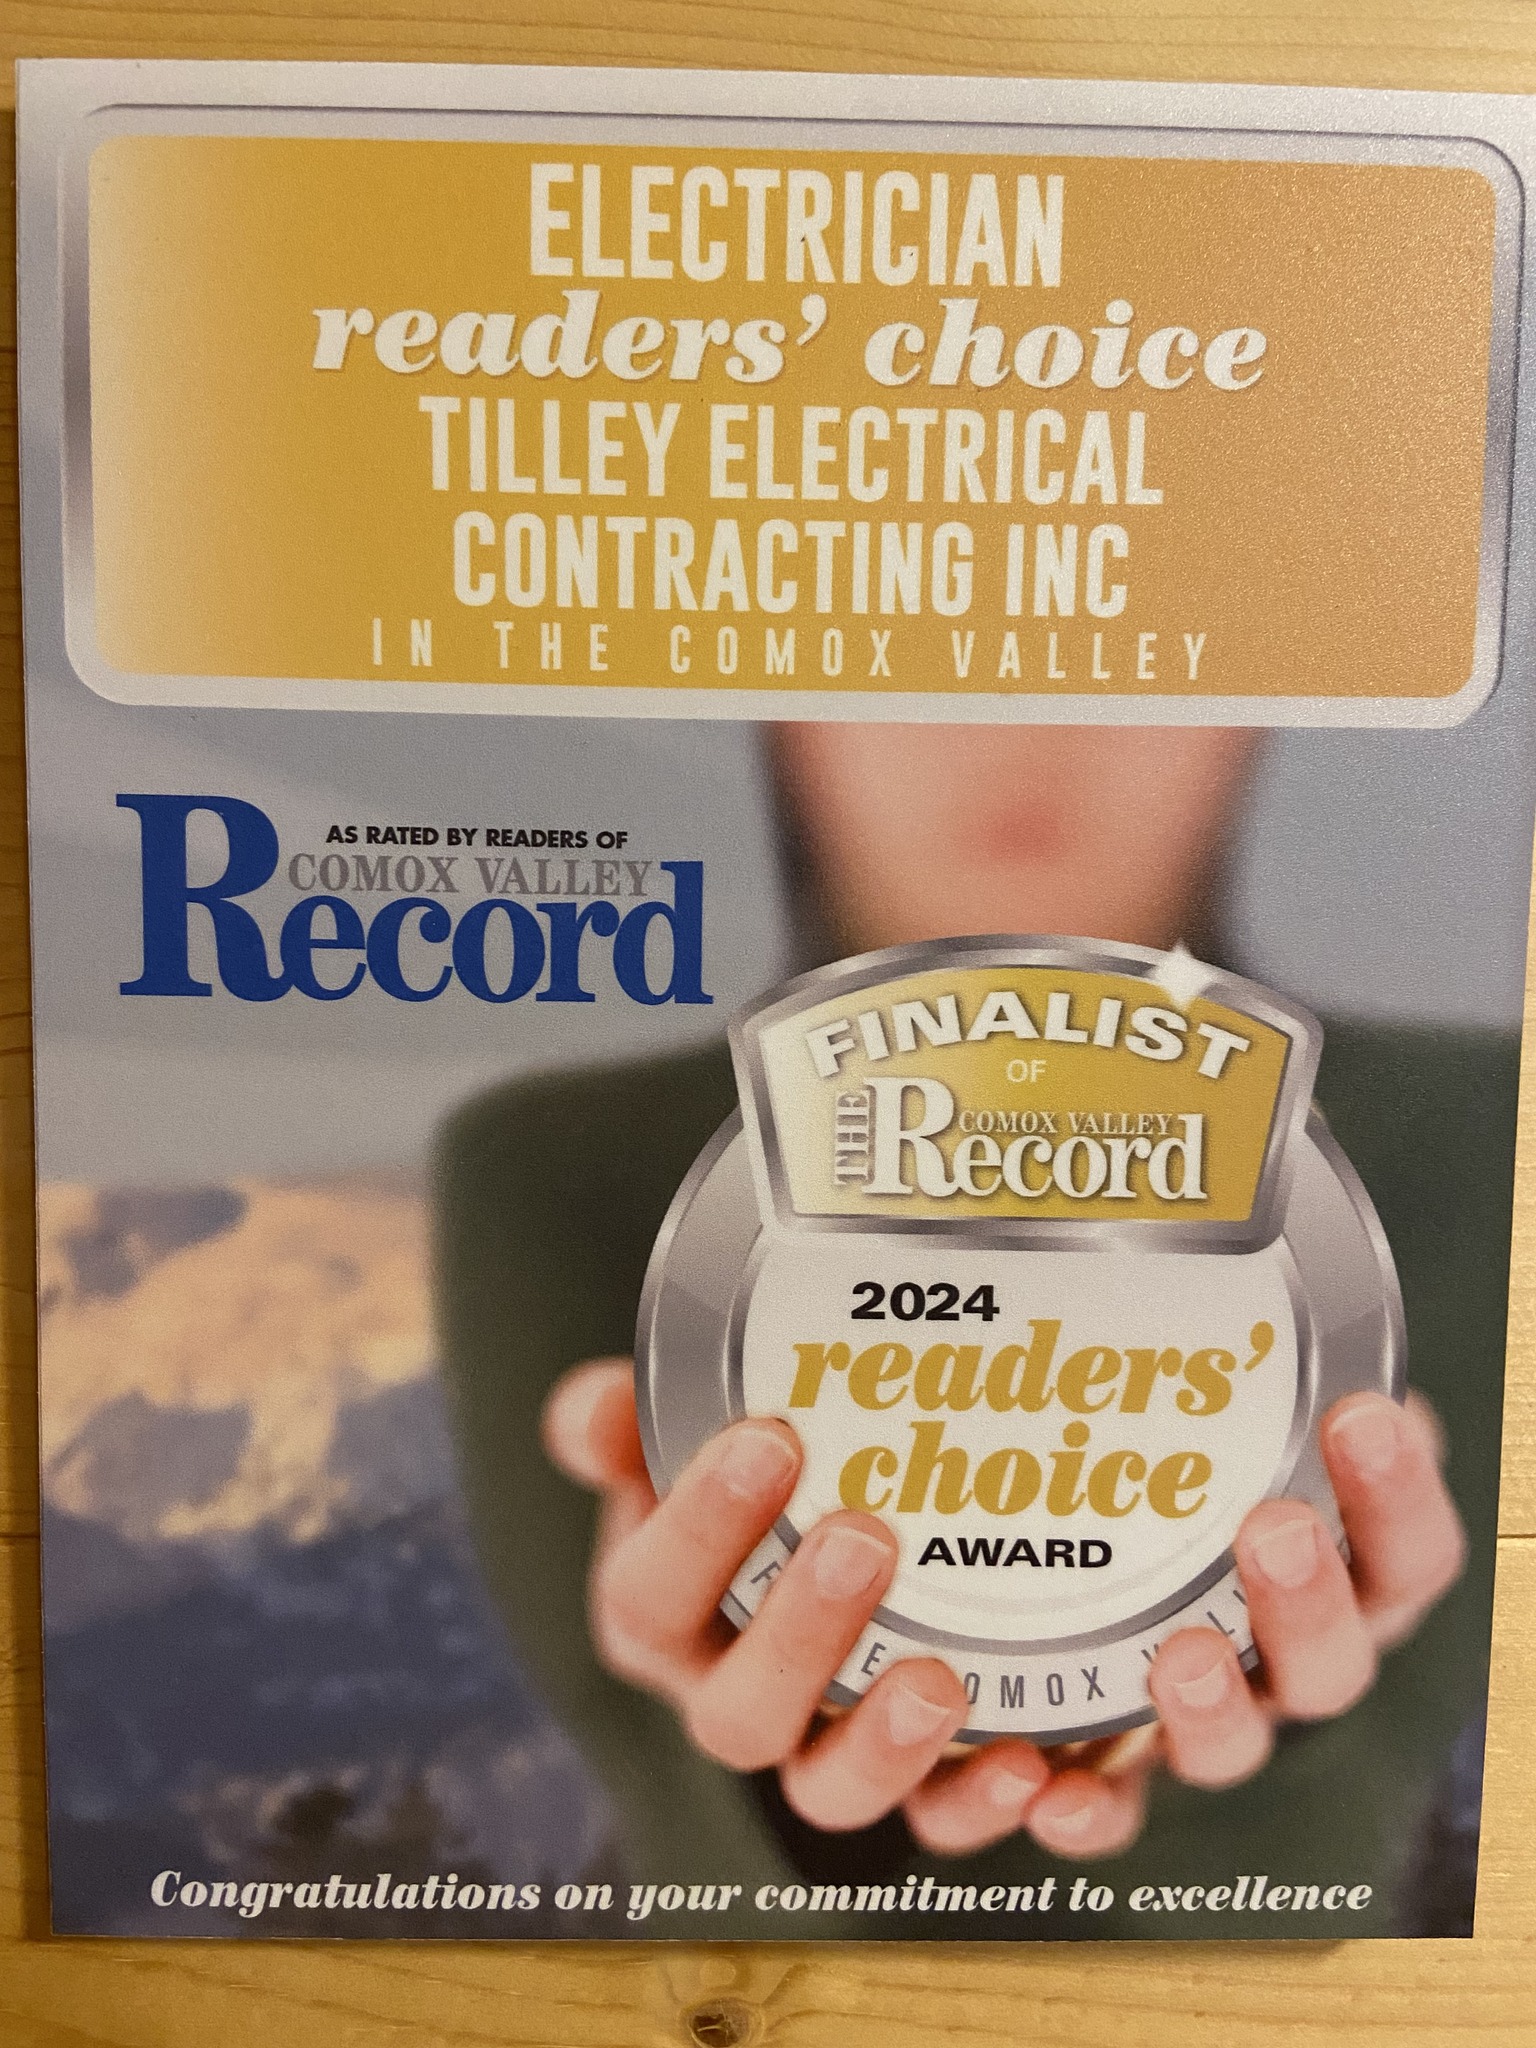 ELECTRICIAN
readers' choice
TILLEY ELECTRICAL
CONTRACTING INC
IN THE COMOX VALLEY
AS RATED BY READERS OF
COMOX VALLEY
Record
FINALIST
OF
THE
COMOX VALLEY
Record
2024
readers'
choice
AWARD
OMOX
Congratulations on your commitment to excellence